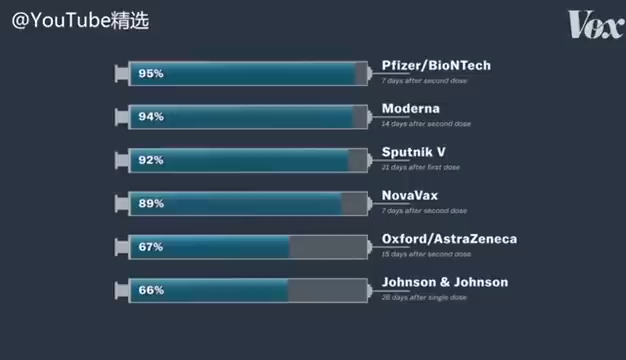 @YouTube精选
Vox
95%
Pfizer/BioNTech
7 days after second dose
94%
Moderna
14 days after second dose
92%
Sputnik V
21 days after first dose
89%
NovaVax
7 days after second dose
67%
Oxford/AstraZeneca
15 days after second dose
66%
Johnson & Johnson
28 days after single dose